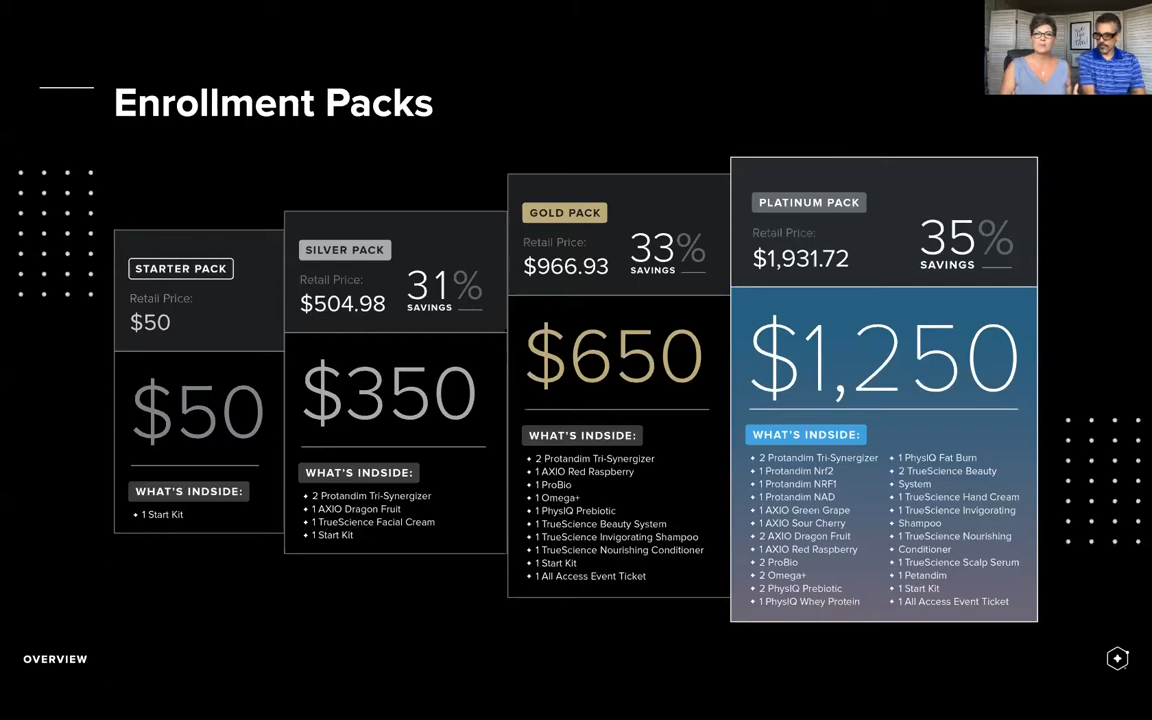 Enrollment Packs
STARTER PACK
Retail Price:
$50
$50
WHAT'S INDSIDE:
+ 1 Start Kit
SILVER PACK
Retail Price:
$504.98
31%
SAVINGS
$350
WHAT'S INDSIDE:
+ 2 Protandim Tri-Synergizer
+ 1 AXIO Dragon Fruit
+ 1 TrueScience Facial Cream
+ 1 Start Kit
GOLD PACK
Retail Price:
$966.93
33%
SAVINGS
$650
WHAT'S INDSIDE:
+ 2 Protandim Tri-Synergizer
+ 1 AXIO Red Raspberry
+ 1 ProBio
+ 1 Omega+
+ 1 PhysIQ Prebiotic
+ 1 TrueScience Beauty System
+ 1 TrueScience Invigorating Shampoo
+ 1 TrueScience Nourishing Conditioner
+ 1 Start Kit
+ 1 All Access Event Ticket
PLATINUM PACK
Retail Price:
$1,931.72
35%
SAVINGS
$1,250
WHAT'S INDSIDE:
+ 2 Protandim Tri-Synergizer
+ 1 Protandim Nrf2
+ 1 Protandim NRF1
+ 1 Protandim NAD
+ 1 AXIO Green Grape
+ 1 AXIO Sour Cherry
+ 2 AXIO Dragon Fruit
+ 1 AXIO Red Raspberry
+ 2 ProBio
+ 2 Omega+
+ 2 PhysIQ Prebiotic
+ 1 PhysIQ Whey Protein
+ 1 PhysIQ Fat Burn
+ 2 TrueScience Beauty
System
+ 1 TrueScience Hand Cream
+ 1 TrueScience Invigorating
Shampoo
+ 1 TrueScience Nourishing
Conditioner
+ 1 TrueScience Scalp Serum
+ 1 Petandim
+ 1 Start Kit
+ 1 All Access Event Ticket
OVERVIEW